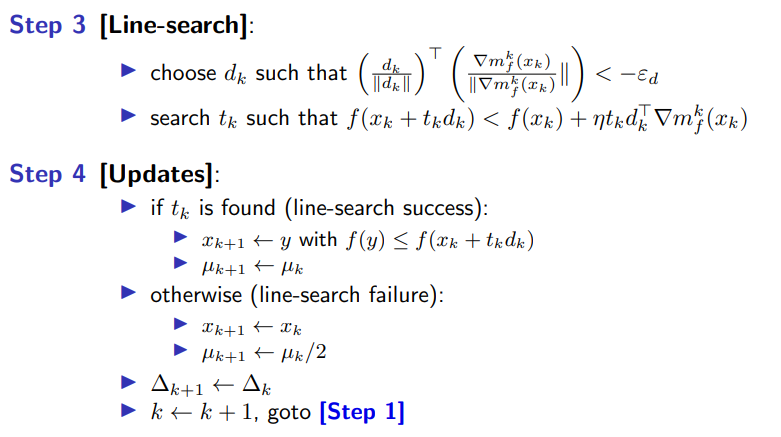 Step 3 [Line-search]:
▶ choose $d_k$ such that $\left(\frac{d_k}{\|d_k\|}\right)^\top \left(\frac{\nabla m_f^k(x_k)}{\|\nabla m_f^k(x_k)}\|\right) < -\varepsilon_d$
▶ search $t_k$ such that $f(x_k + t_k d_k) < f(x_k) + \eta t_k d_k^\top \nabla m_f^k(x_k)$
Step 4 [Updates]:
▶ if $t_k$ is found (line-search success):
▶ $x_{k+1} \leftarrow y$ with $f(y) \leq f(x_k + t_k d_k)$
▶ $\mu_{k+1} \leftarrow \mu_k$
▶ otherwise (line-search failure):
▶ $x_{k+1} \leftarrow x_k$
▶ $\mu_{k+1} \leftarrow \mu_k/2$
▶ $\Delta_{k+1} \leftarrow \Delta_k$
▶ $k \leftarrow k + 1$, goto [Step 1]